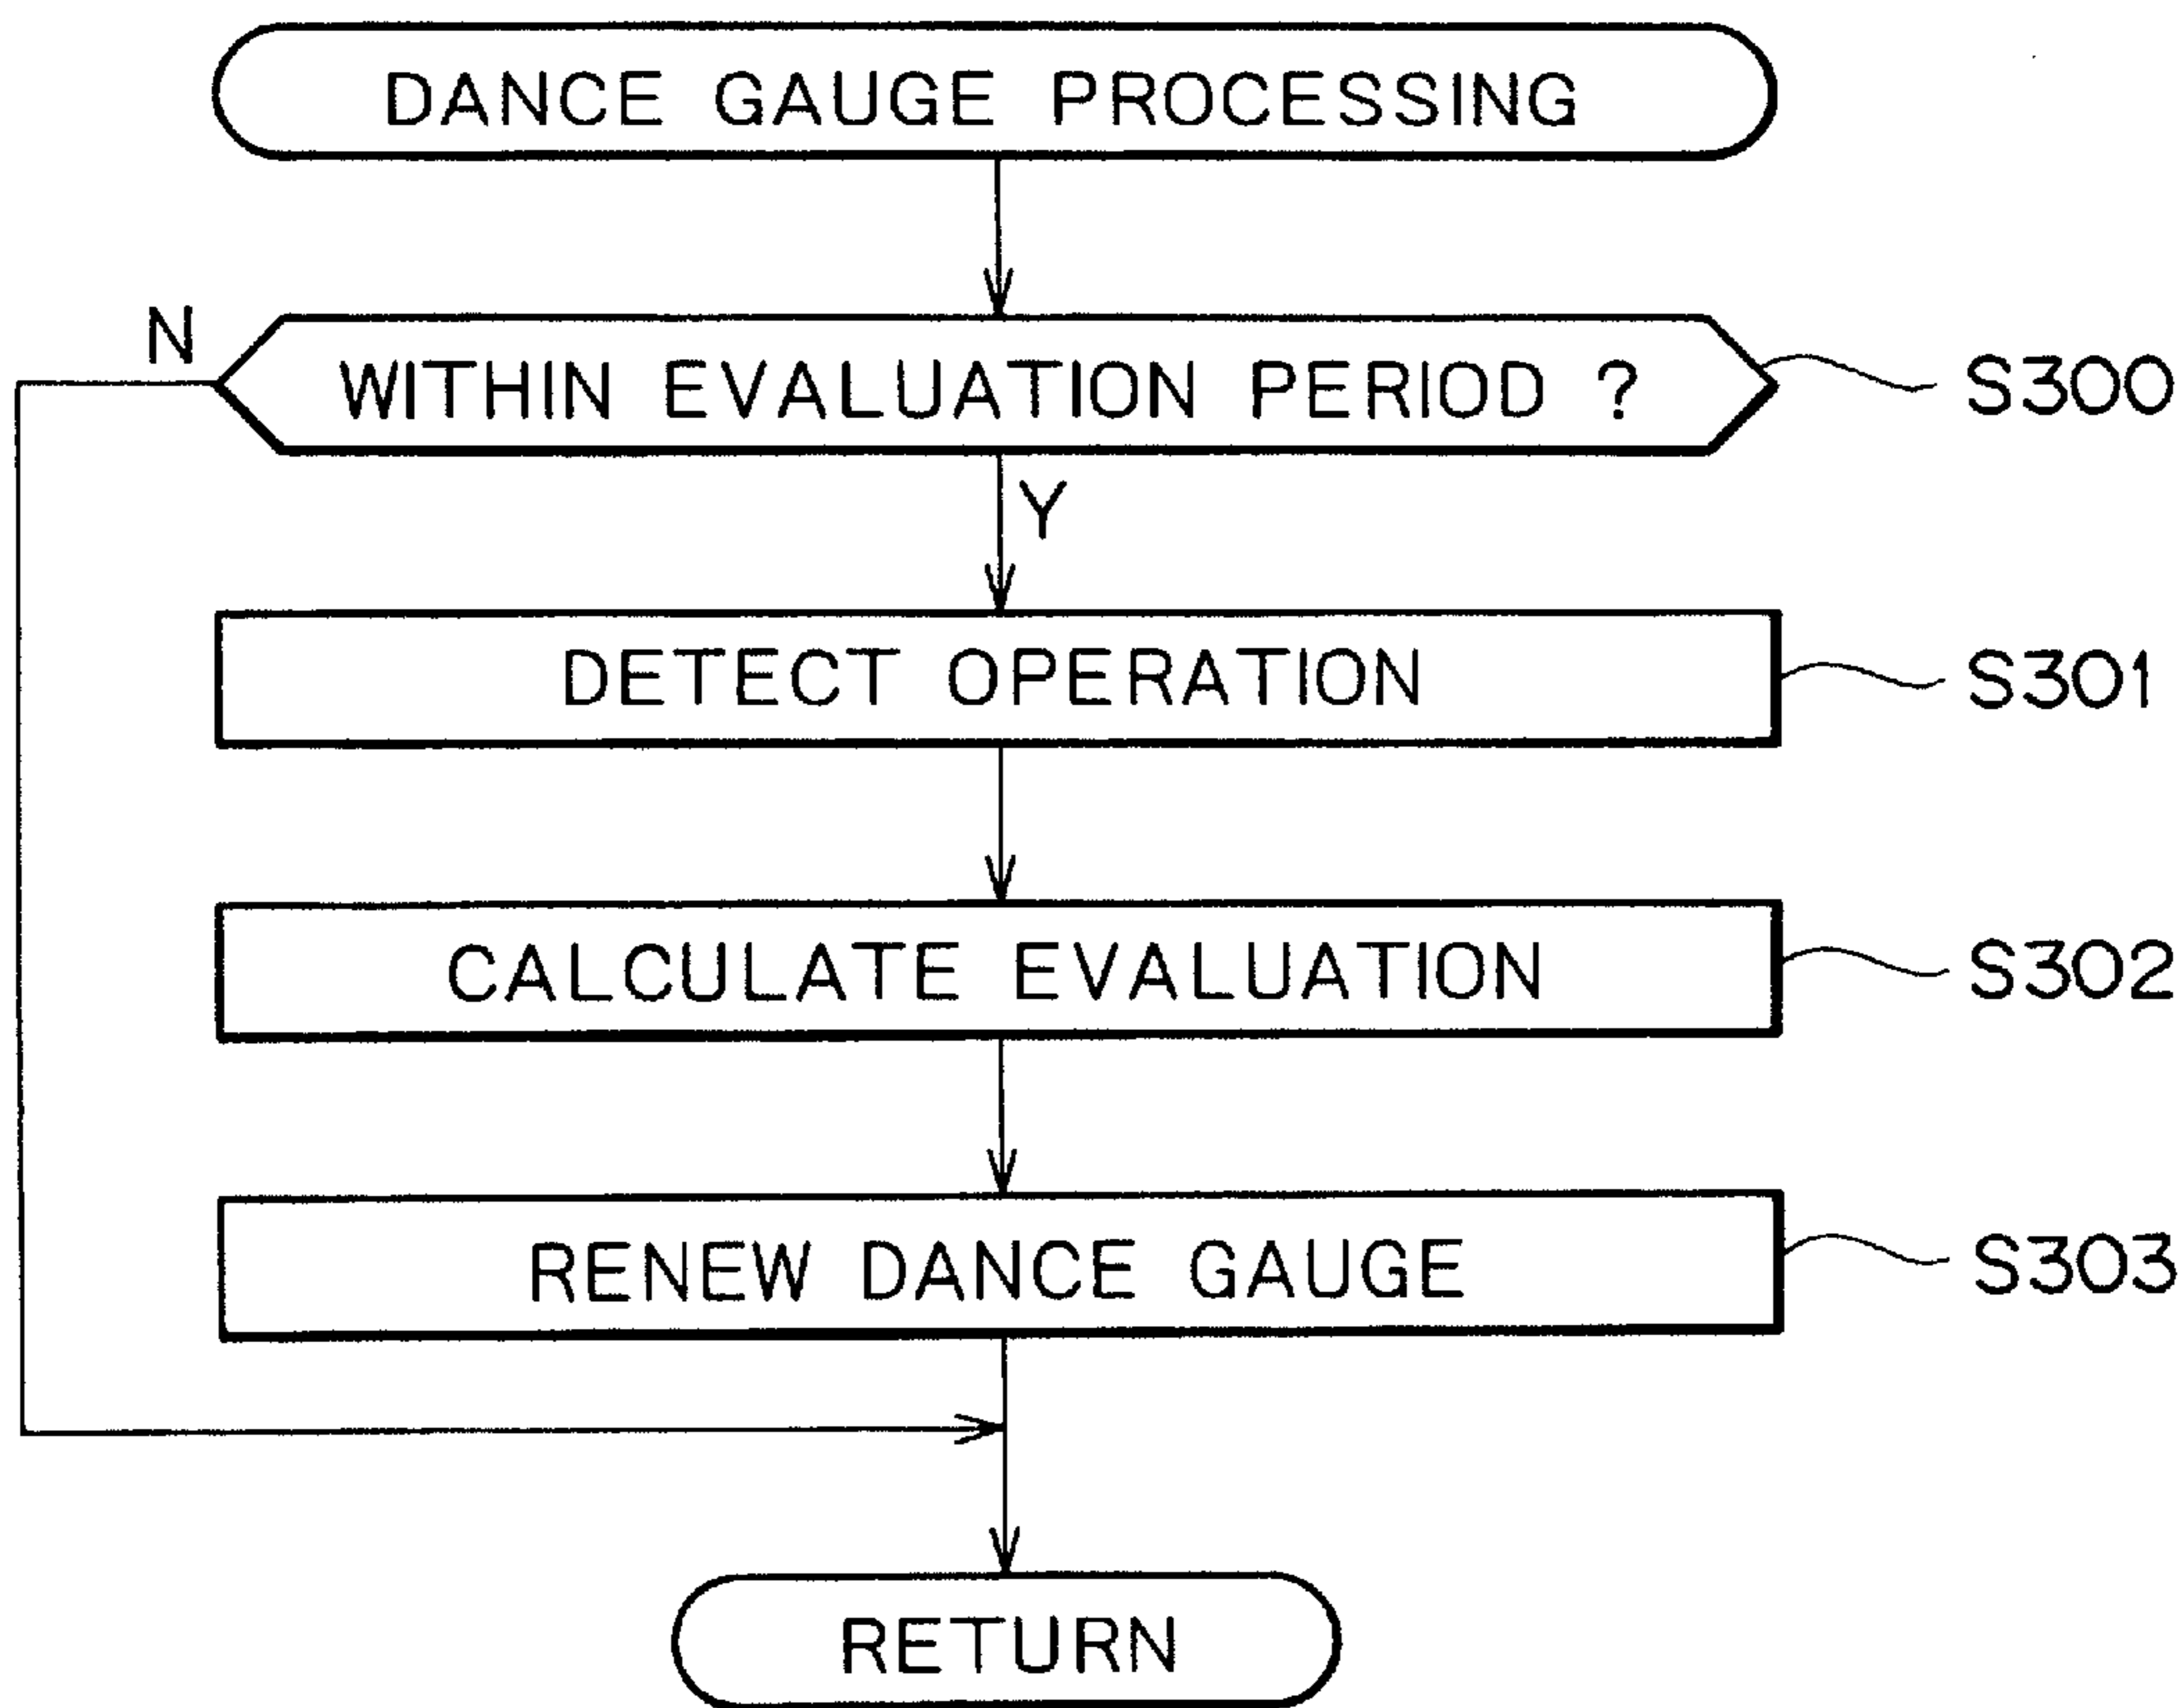 DANCE GAUGE PROCESSING
N
WITHIN EVALUATION PERIOD ? S300
Y
DETECT OPERATION S301
CALCULATE EVALUATION S302
RENEW DANCE GAUGE S303
RETURN